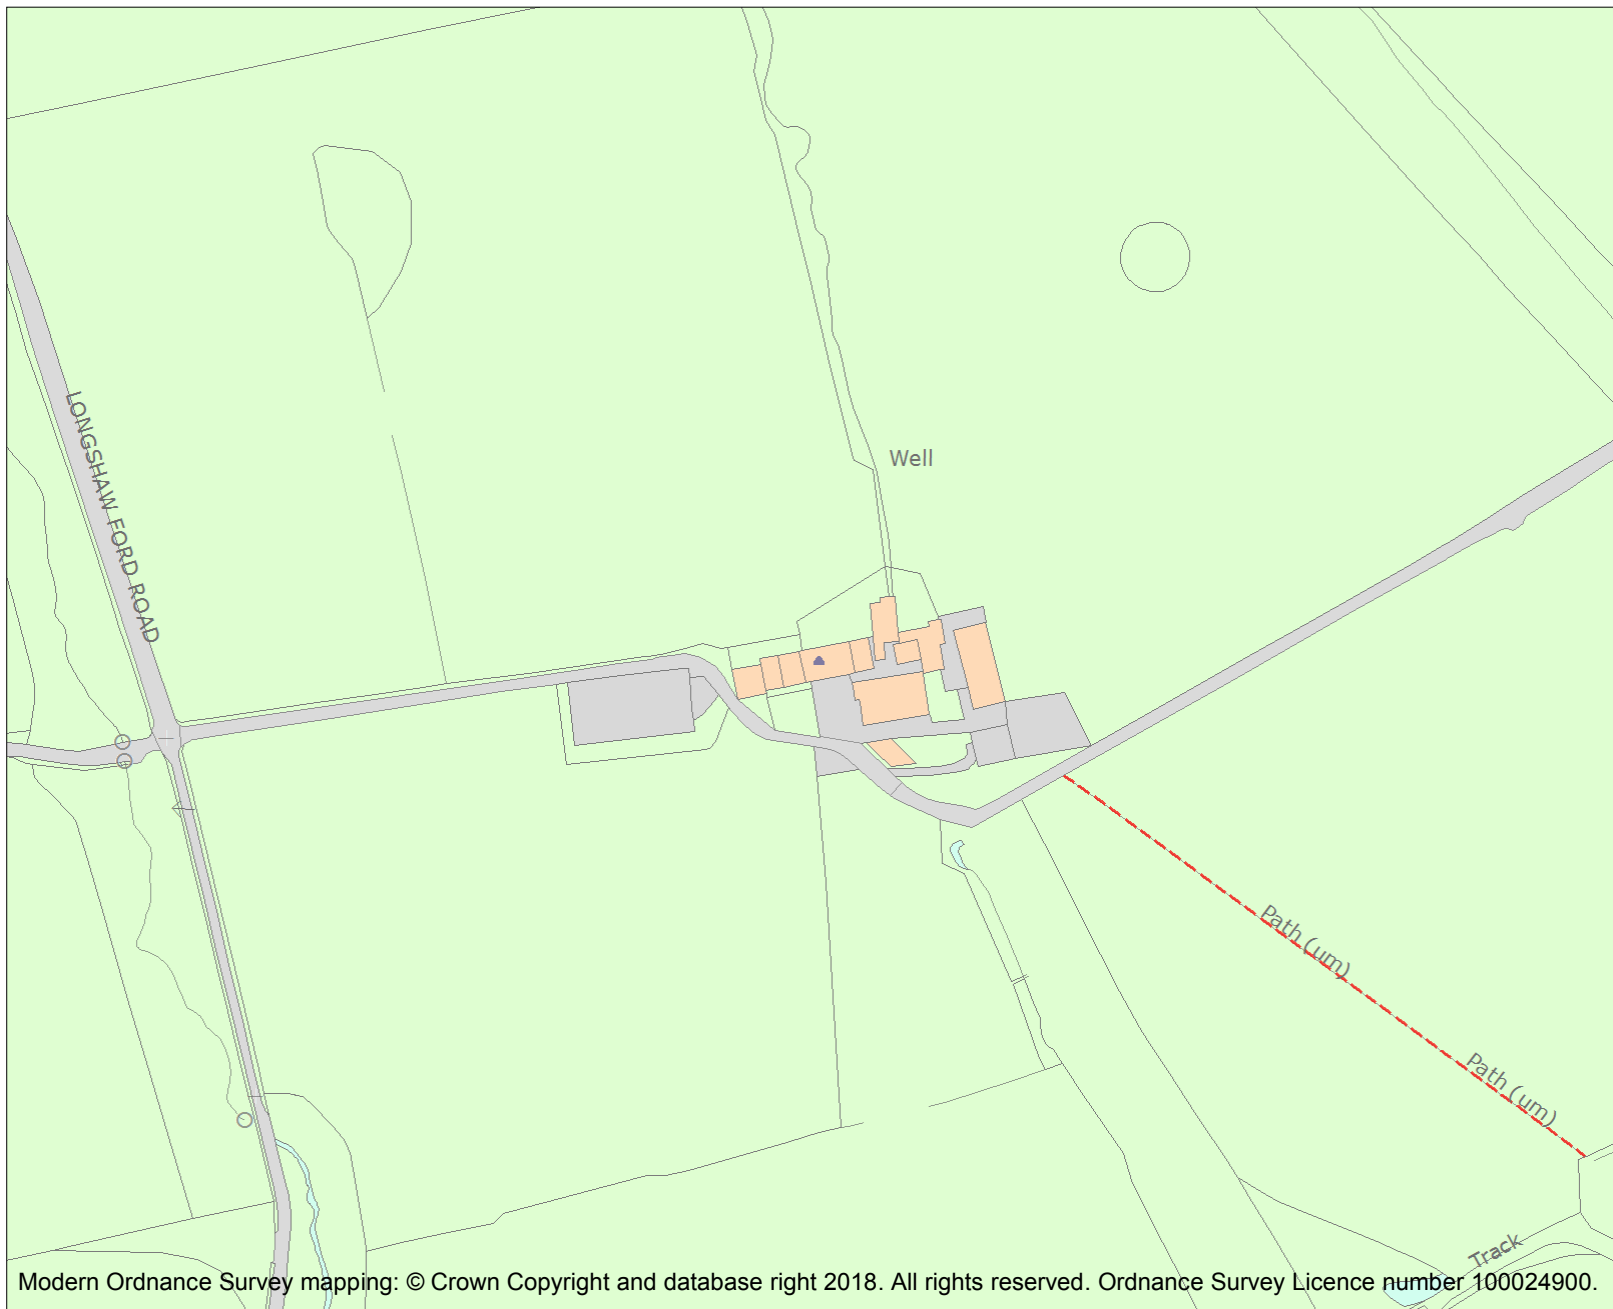 LONGSHAW FORD ROAD
Well
Path (um)
Path (um)
Track
Modern Ordnance Survey mapping: © Crown Copyright and database right 2018. All rights reserved. Ordnance Survey Licence number 100024900.